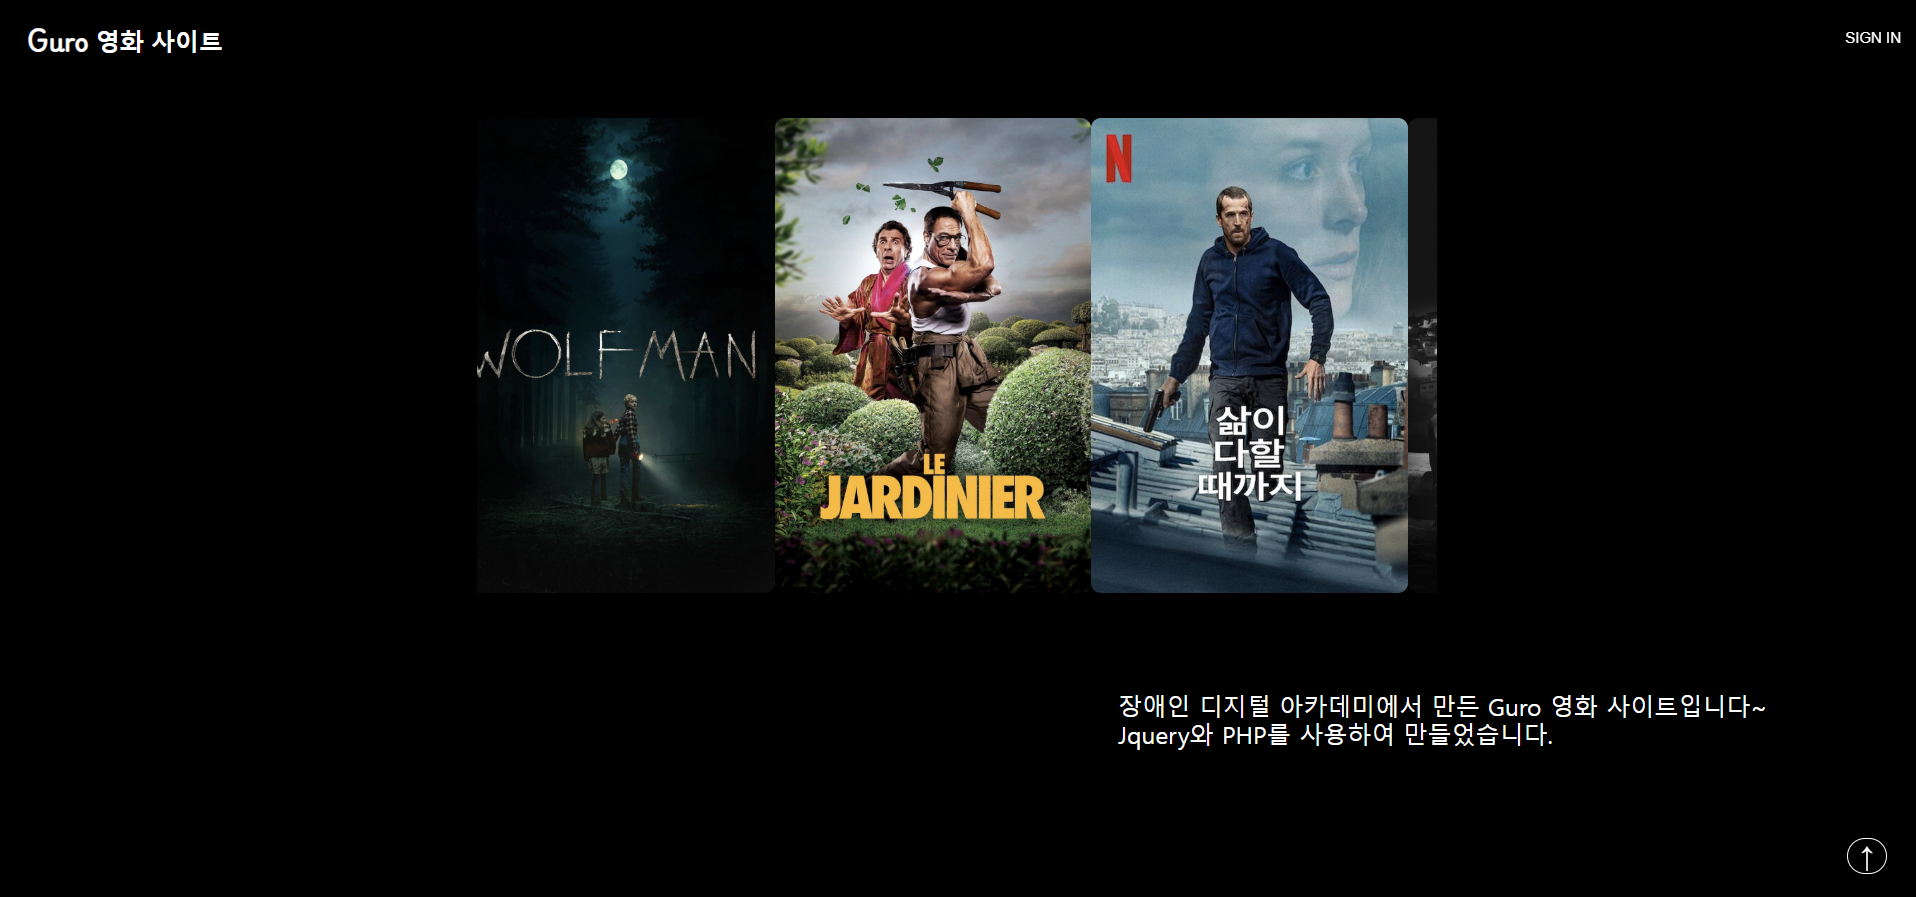 Guro 영화 사이트
SIGN IN
WOLF MAN
LE
JARDINIER
N
삶이
다할
때까지
장애인 디지털 아카데미에서 만든 Guro 영화 사이트입니다~
Jquery와 PHP를 사용하여 만들었습니다.
↑